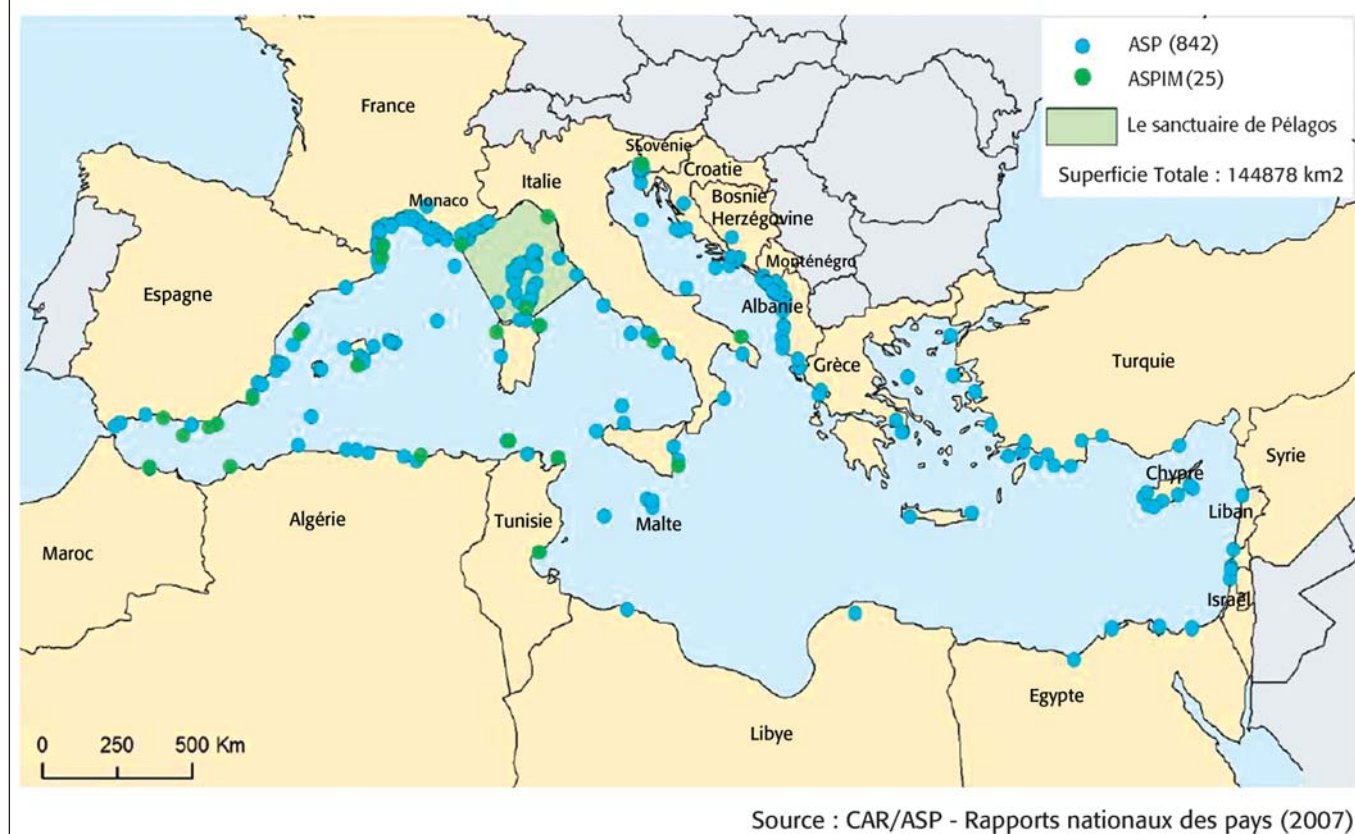 ASP (842)
ASPIM (25)
Le sanctuaire de Pélagos
Superficie Totale : 144878 km2
France
Slovénie
Croatie
Italie
Bosnie
Herzégovine
Monaco
Monténégro
Espagne
Albanie
Grèce
Turquie
Chypre
Syrie
Liban
Algérie
Tunisie
Malte
Maroc
Israël
Egypte
Libye
0 250 500 Km
Source : CAR/ASP - Rapports nationaux des pays (2007)